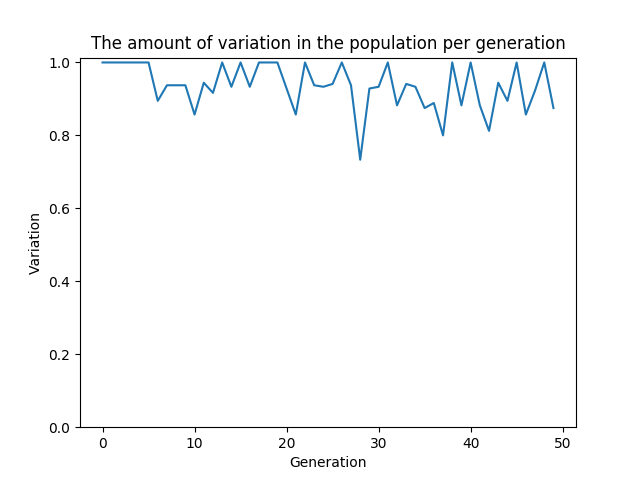 The amount of variation in the population per generation
1.0
0.8
0.6
0.4
0.2
0.0
Variation
0 10 20 30 40 50
Generation